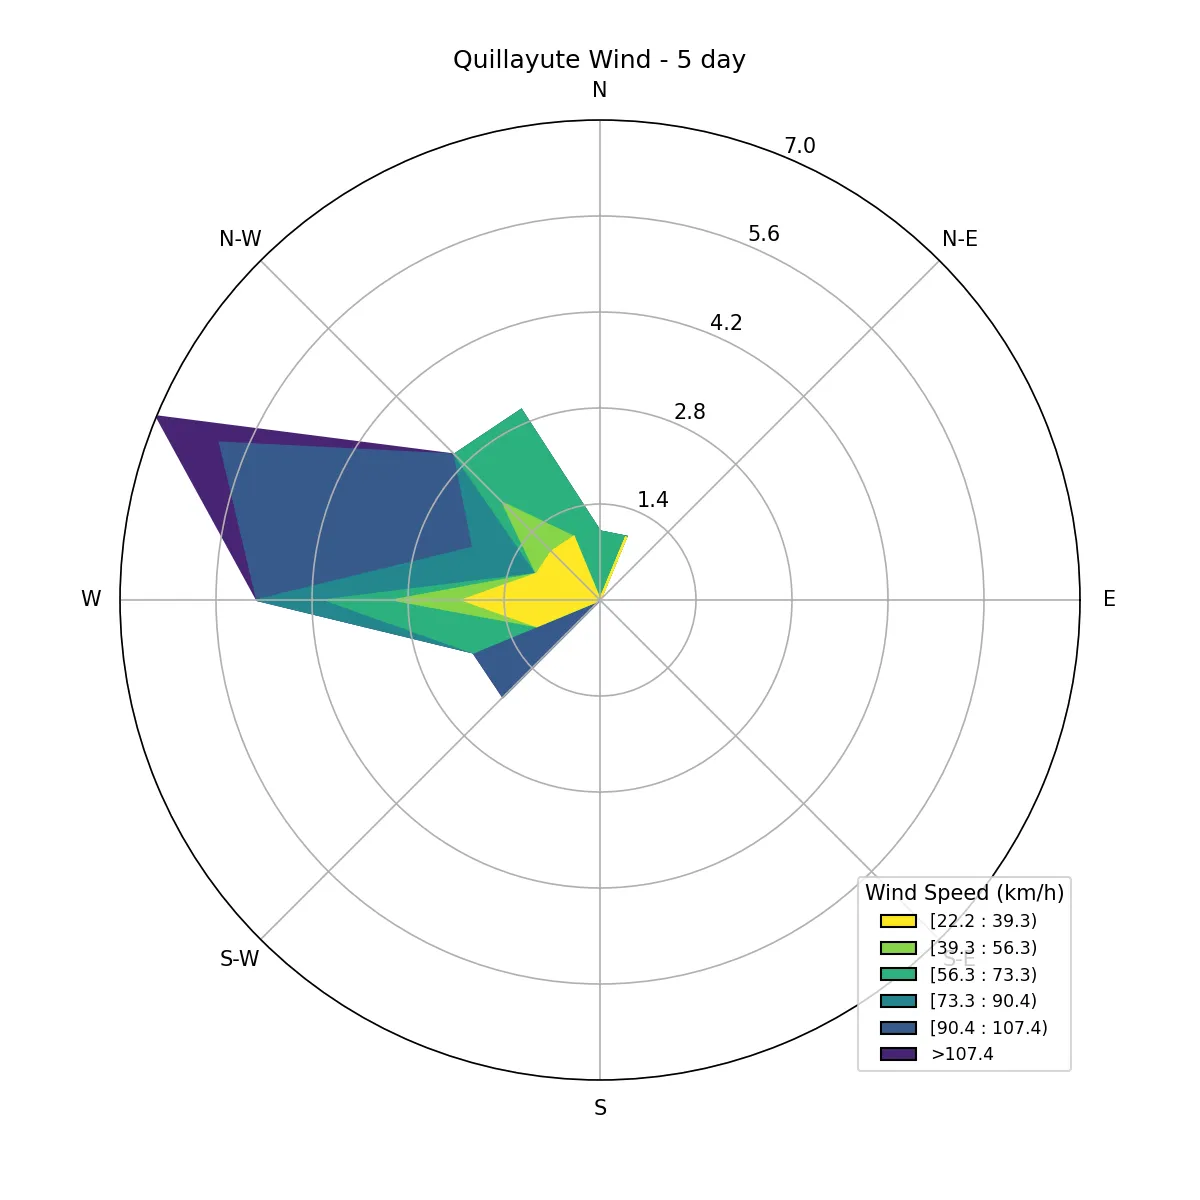 Quillayute Wind - 5 day
N
7.0
N-W
5.6
N-E
4.2
2.8
1.4
W
E
S-W
S-E
S
Wind Speed (km/h)
[22.2 : 39.3)
[39.3 : 56.3)
[56.3 : 73.3)
[73.3 : 90.4)
[90.4 : 107.4)
>107.4